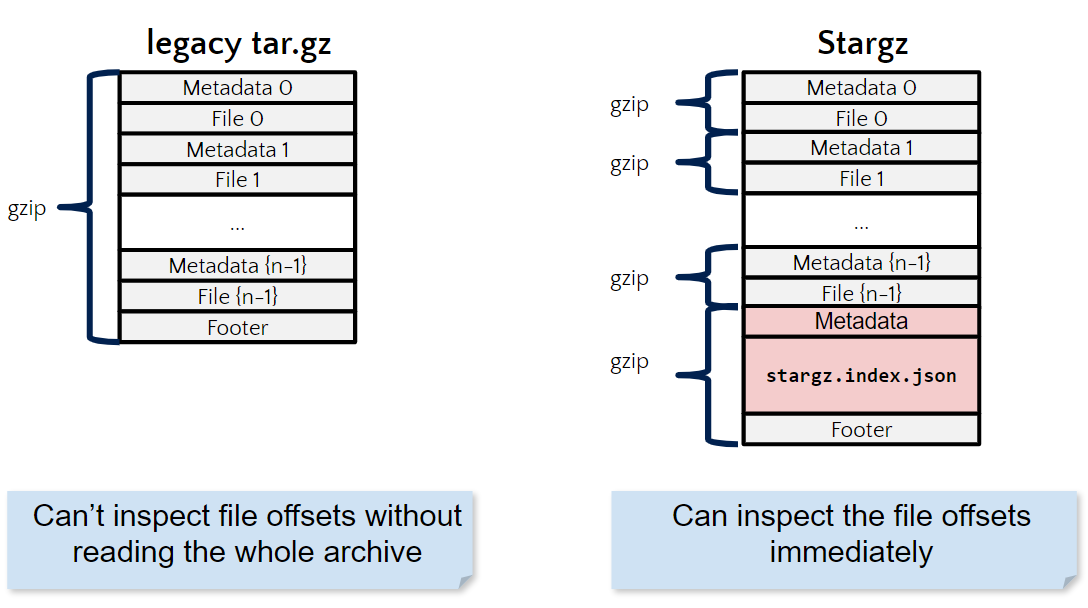 legacy tar.gz
gzip
Metadata 0
File 0
Metadata 1
File 1
...
Metadata {n-1}
File {n-1}
Footer
Can’t inspect file offsets without
reading the whole archive
Stargz
gzip
Metadata 0
File 0
gzip
Metadata 1
File 1
...
gzip
Metadata {n-1}
File {n-1}
gzip
Metadata
stargz.index.json
Footer
Can inspect the file offsets
immediately